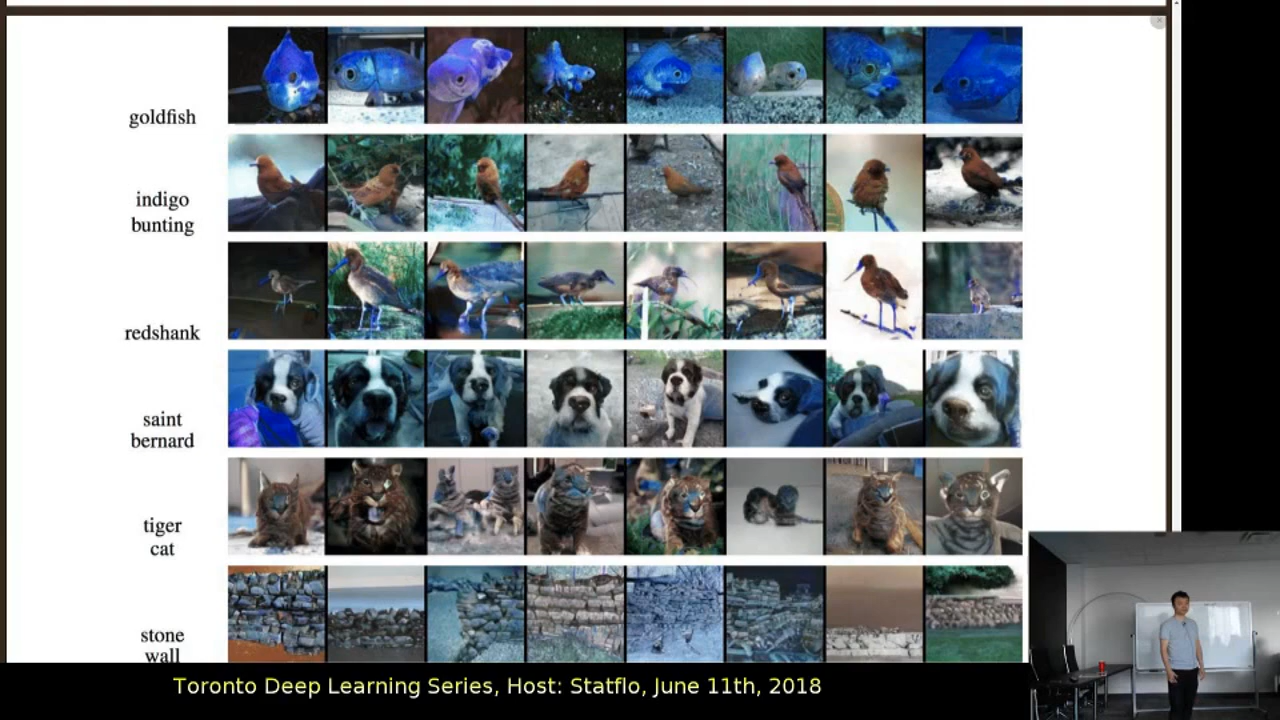 goldfish
indigo
bunting
redshank
saint
bernard
tiger
cat
stone
wall
Toronto Deep Learning Series, Host: Statflo, June 11th, 2018